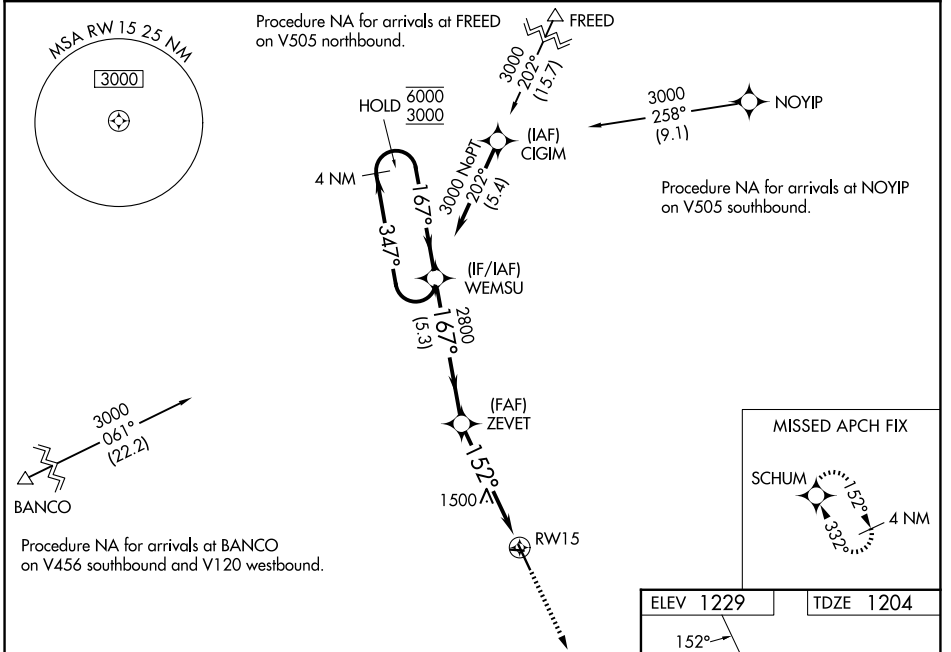 MSA RW 15 25 NM
3000
Procedure NA for arrivals at FREED
on V505 northbound.
FREED
3000
202°
(15.7)
HOLD
6000
3000
4 NM
167°
347°
(IAF)
CIGIM
3000 NoPT
202°
(5.4)
3000
258°
(9.1)
NOYIP
Procedure NA for arrivals at NOYIP
on V505 southbound.
(IF/IAF)
WEMSU
2800
167°
(5.3)
(FAF)
ZEVET
152°
1500
RW15
3000
061°
(22.2)
BANCO
Procedure NA for arrivals at BANCO
on V456 southbound and V120 westbound.
MISSED APCH FIX
SCHUM
152°
332°
4 NM
ELEV 1229
TDZE 1204
152°